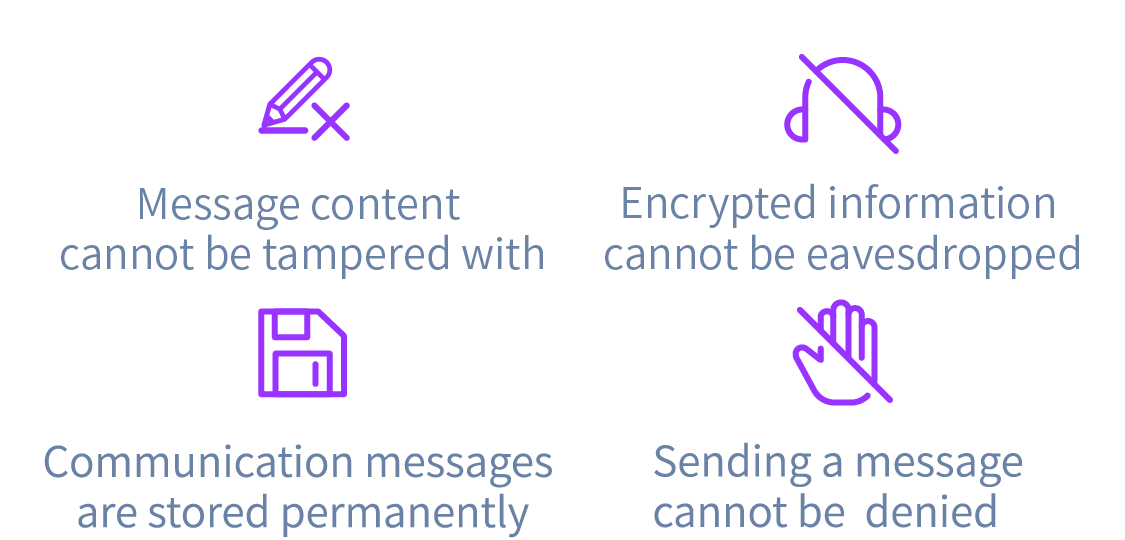 Message content
cannot be tampered with
Encrypted information
cannot be eavesdropped
Communication messages
are stored permanently
Sending a message
cannot be  denied